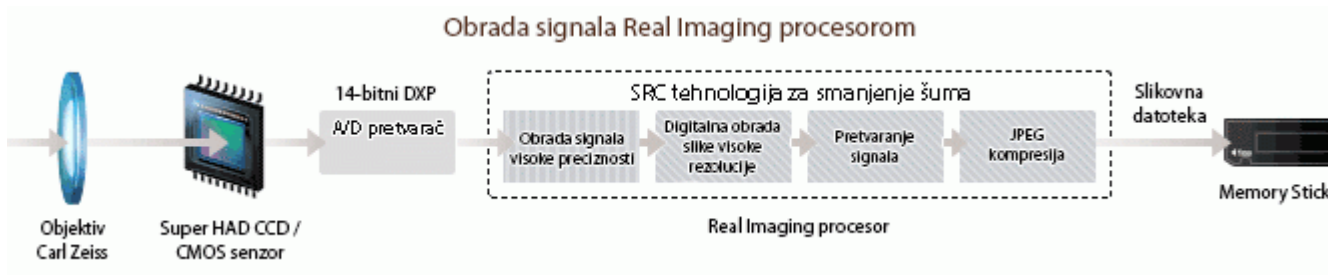 Obrada signala Real Imaging procesorom
14-bitni DXP
A/D pretvarač
SRC tehnologija za smanjenje šuma
Obrada signala
visoke preciznosti
Digitalna obrada
slike visoke
rezolucije
Pretvaranje
signala
JPEG
kompresija
Slikovna
datoteka
Objektiv
Carl Zeiss
Super HAD CCD /
CMOS senzor
Real Imaging procesor
Memory Stick